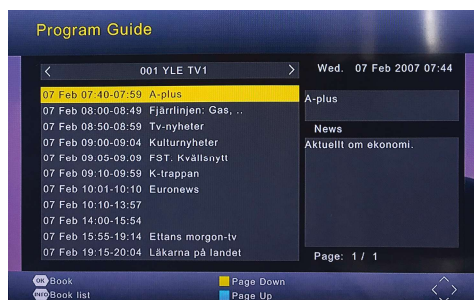 Program Guide
001 YLE TV1
Wed. 07 Feb 2007 07:44
07 Feb 07:40-07:59 A-plus
07 Feb 08:00-08:49 Fjärrlinjen: Gas, ..
07 Feb 08:50-08:59 Tv-nyheter
07 Feb 09:00-09:04 Kulturnyheter
07 Feb 09.05-09.09 FST. Kvällsnytt
07 Feb 09:10-09:59 K-trappan
07 Feb 10:01-10:10 Euronews
07 Feb 10:10-13:57
07 Feb 14:00-15:54
07 Feb 15:55-19:14 Ettans morgon-tv
07 Feb 19:15-20:04 Läkarna på landet
A-plus
News
Aktuellt om ekonomi.
Page: 1 / 1
OK Book
Page Down
INFO Book list
Page Up